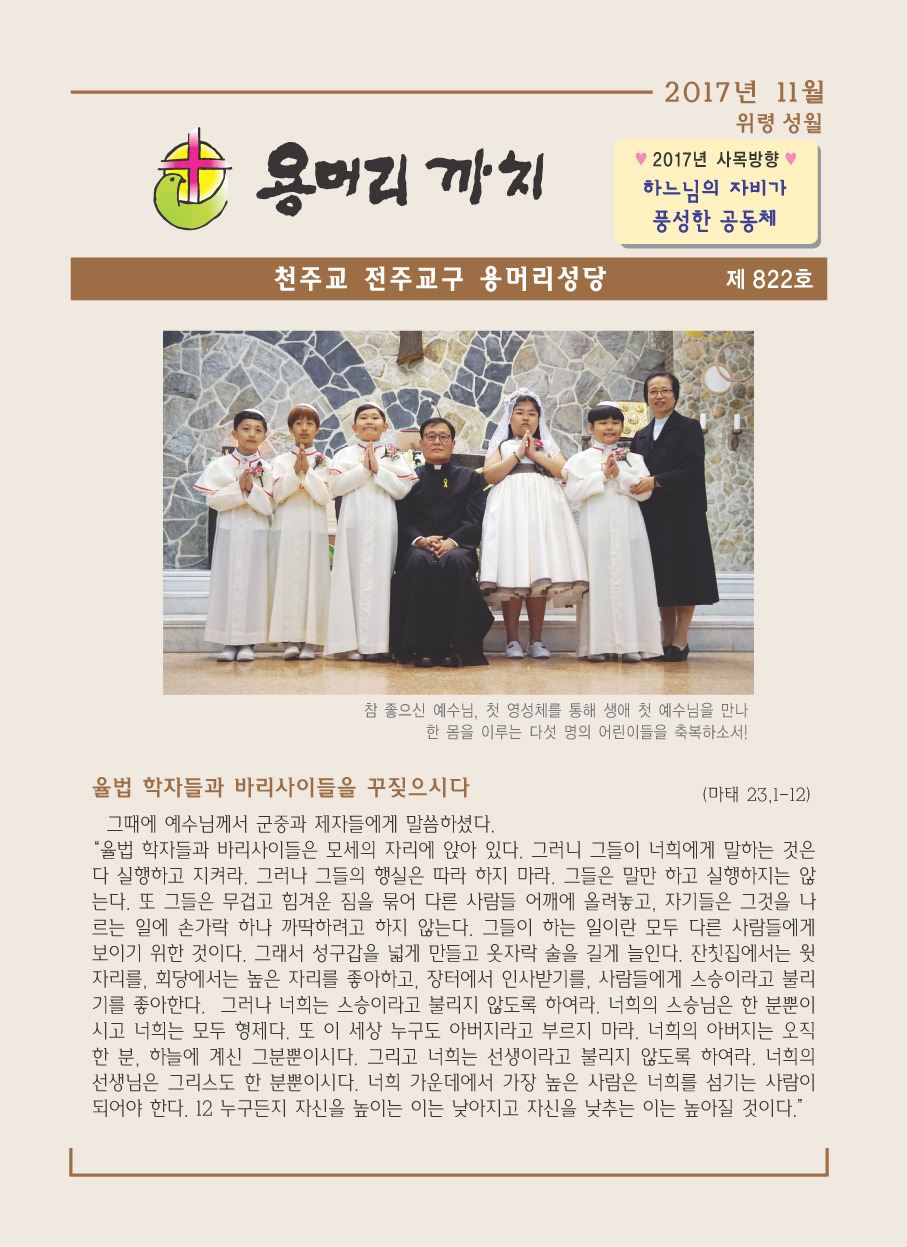 2017년 11월
위령 성월
♥ 2017년 사목방향 ♥
하느님의 자비가
풍성한 공동체
용머리 까치
천주교 전주교구 용머리성당
제 822호
참 좋으신 예수님, 첫 영성체를 통해 생애 첫 예수님을 만나
한 몸을 이루는 다섯 명의 어린이들을 축복하소서!
율법 학자들과 바리사이들을 꾸짖으시다
(마태 23,1-12)
그때에 예수님께서 군중과 제자들에게 말씀하셨다.
“율법 학자들과 바리사이들은 모세의 자리에 앉아 있다. 그러니 그들이 너희에게 말하는 것은
다 실행하고 지켜라. 그러나 그들의 행실은 따라 하지 마라. 그들은 말만 하고 실행하지는 않
는다. 또 그들은 무겁고 힘겨운 짐을 묶어 다른 사람들 어깨에 올려놓고, 자기들은 그것을 나
르는 일에 손가락 하나 까딱하려고 하지 않는다. 그들이 하는 일이란 모두 다른 사람들에게
보이기 위한 것이다. 그래서 성구갑을 넓게 만들고 옷자락 술을 길게 늘인다. 잔칫집에서는 윗
자리를, 회당에서는 높은 자리를 좋아하고, 장터에서 인사받기를, 사람들에게 스승이라고 불리
기를 좋아한다. 그러나 너희는 스승이라고 불리지 않도록 하여라. 너희의 스승님은 한 분뿐이
시고 너희는 모두 형제다. 또 이 세상 누구도 아버지라고 부르지 마라. 너희의 아버지는 오직
한 분, 하늘에 계신 그분뿐이시다. 그리고 너희는 선생이라고 불리지 않도록 하여라. 너희의
선생님은 그리스도 한 분뿐이시다. 너희 가운데에서 가장 높은 사람은 너희를 섬기는 사람이
되어야 한다. 12 누구든지 자신을 높이는 이는 낮아지고 자신을 낮추는 이는 높아질 것이다.”